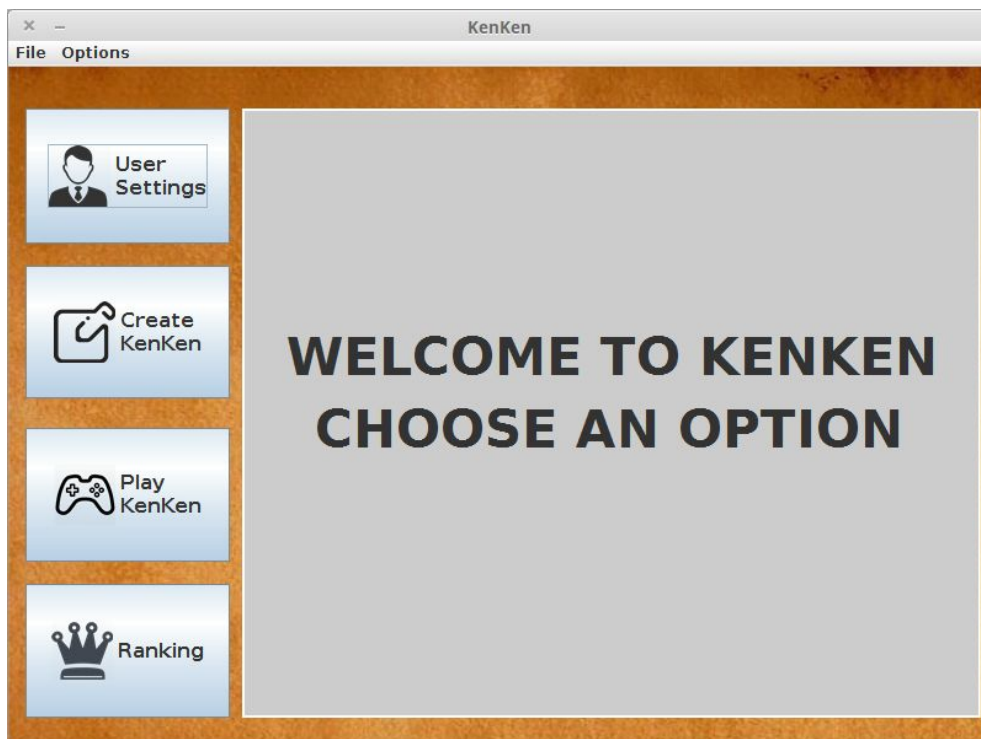 KenKen
File Options
User
Settings
Create
KenKen
Play
KenKen
Ranking
WELCOME TO KENKEN
CHOOSE AN OPTION